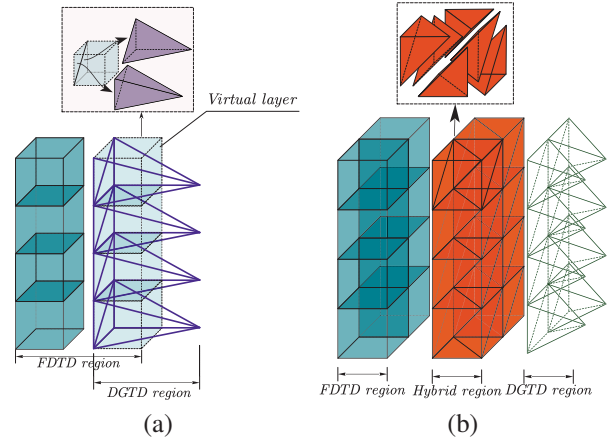 Virtual layer
FDTD region
DGTD region
(a)
FDTD region
Hybrid region
DGTD region
(b)